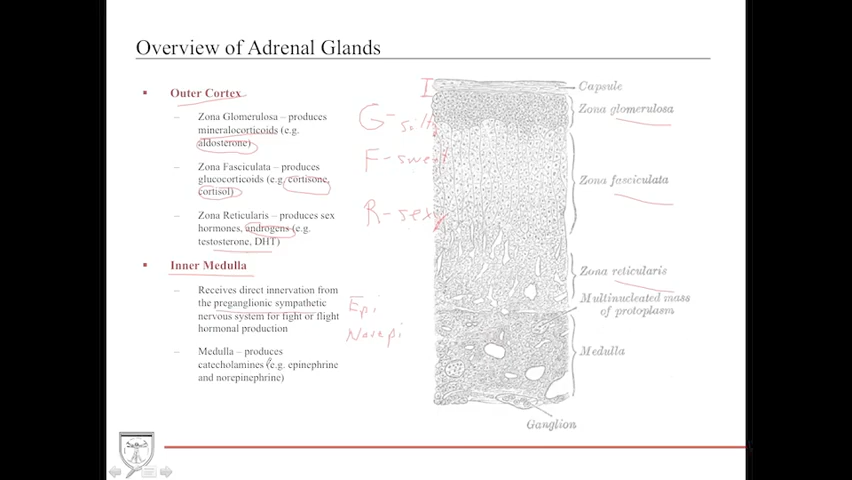 Overview of Adrenal Glands
Outer Cortex
Zona Glomerulosa – produces
mineralocorticoids (e.g.
aldosterone)
Zona Fasciculata – produces
glucocorticoids (e.g. cortisone,
cortisol)
Zona Reticularis – produces sex
hormones, androgens (e.g.
testosterone, DHT)
Inner Medulla
Receives direct innervation from
the preganglionic sympathetic
nervous system for fight or flight
hormonal production
Medulla – produces
catecholamines (e.g. epinephrine
and norepinephrine)
G- salty
F- sweet
R- sexy
Epi
Norepi
Capsule
Zona glomerulosa
Zona fasciculata
Zona reticularis
Multinucleated mass
of protoplasm
Medulla
Ganglion